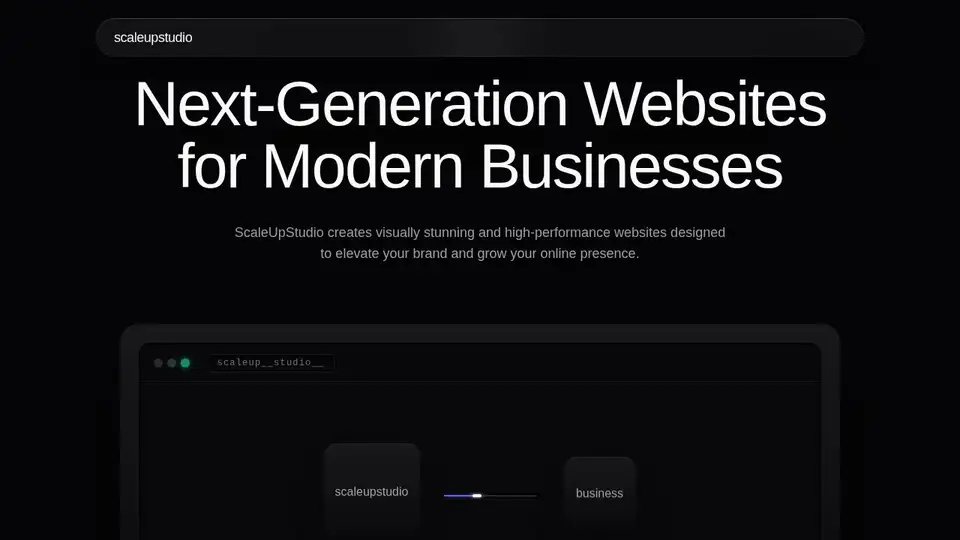 scaleupstudio
Next-Generation Websites
for Modern Businesses
ScaleUpStudio creates visually stunning and high-performance websites designed
to elevate your brand and grow your online presence.
scaleup__studio__
scaleupstudio
business